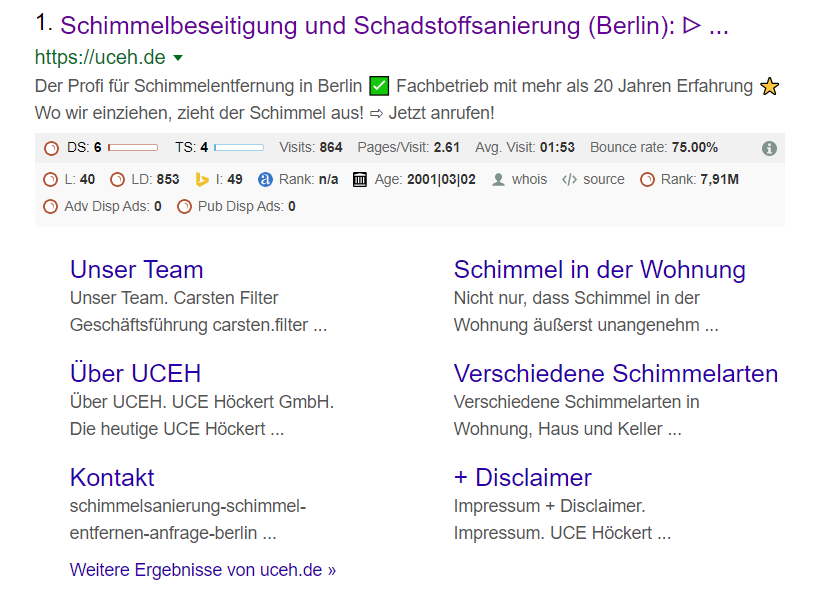 1. Schimmelbeseitigung und Schadstoffsanierung (Berlin): ▷ ...
https://uceh.de
Der Profi für Schimmelentfernung in Berlin ✅ Fachbetrieb mit mehr als 20 Jahren Erfahrung ⭐
Wo wir einziehen, zieht der Schimmel aus! ⇨ Jetzt anrufen!
DS: 6 TS: 4 Visits: 864 Pages/Visit: 2.61 Avg. Visit: 01:53 Bounce rate: 75.00%
L: 40 LD: 853 I: 49 Rank: n/a Age: 2001|03|02 whois </> source Rank: 7,91M
Adv Disp Ads: 0 Pub Disp Ads: 0
Unser Team
Unser Team. Carsten Filter
Geschäftsführung carsten.filter ...
Schimmel in der Wohnung
Nicht nur, dass Schimmel in der
Wohnung äußerst unangenehm ...
Über UCEH
Über UCEH. UCE Höckert GmbH.
Die heutige UCE Höckert ...
Verschiedene Schimmelarten
Verschiedene Schimmelarten in
Wohnung, Haus und Keller ...
Kontakt
schimmelsanierung-schimmel-
entfernen-anfrage-berlin ...
+ Disclaimer
Impressum + Disclaimer.
Impressum. UCE Höckert ...
Weitere Ergebnisse von uceh.de »